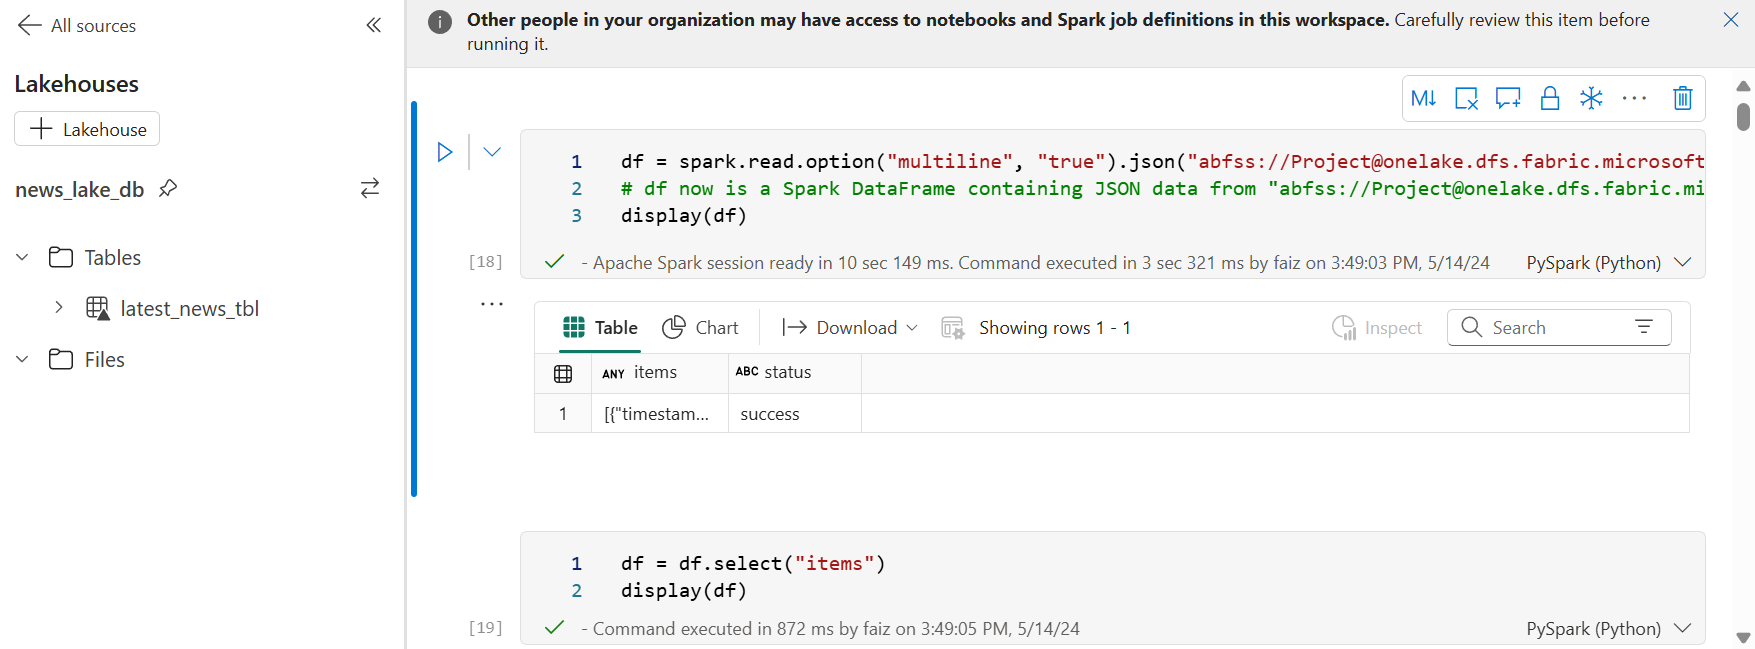 All sources
Lakehouses
Lakehouse
news_lake_db
Tables
latest_news_tbl
Files
Other people in your organization may have access to notebooks and Spark job definitions in this workspace. Carefully review this item before
running it.
M↓
1 df = spark.read.option("multiline", "true").json("abfss://Project@onelake.dfs.fabric.microsoft
2 # df now is a Spark DataFrame containing JSON data from "abfss://Project@onelake.dfs.fabric.mi
3 display(df)
[18] - Apache Spark session ready in 10 sec 149 ms. Command executed in 3 sec 321 ms by faiz on 3:49:03 PM, 5/14/24 PySpark (Python)
Table Chart Download Showing rows 1 - 1 Inspect Search
ANY items ABC status
1 [{"timestam... success
1 df = df.select("items")
2 display(df)
[19] - Command executed in 872 ms by faiz on 3:49:05 PM, 5/14/24 PySpark (Python)